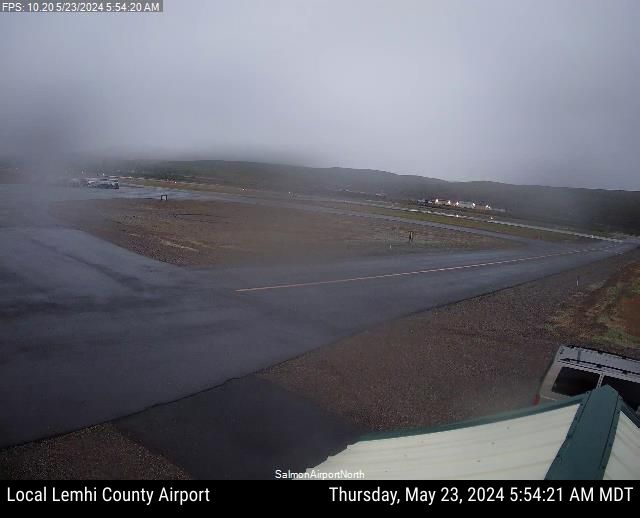 FPS: 10.20 5/23/2024 5:54:20 AM
SalmonAirportNorth
Local Lemhi County Airport Thursday, May 23, 2024 5:54:21 AM MDT